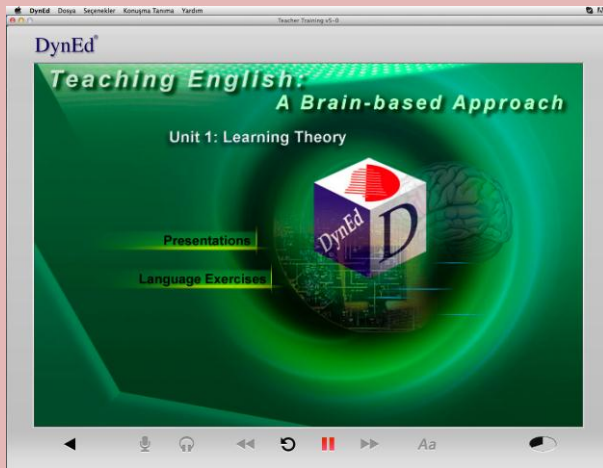 DynEd Dosya Seçenekler Konuşma Tanıma Yardım
Teacher Training v5-0
DynEd®
Teaching English:
A Brain-based Approach
Unit 1: Learning Theory
DynEd D
Presentations
Language Exercises
Aa